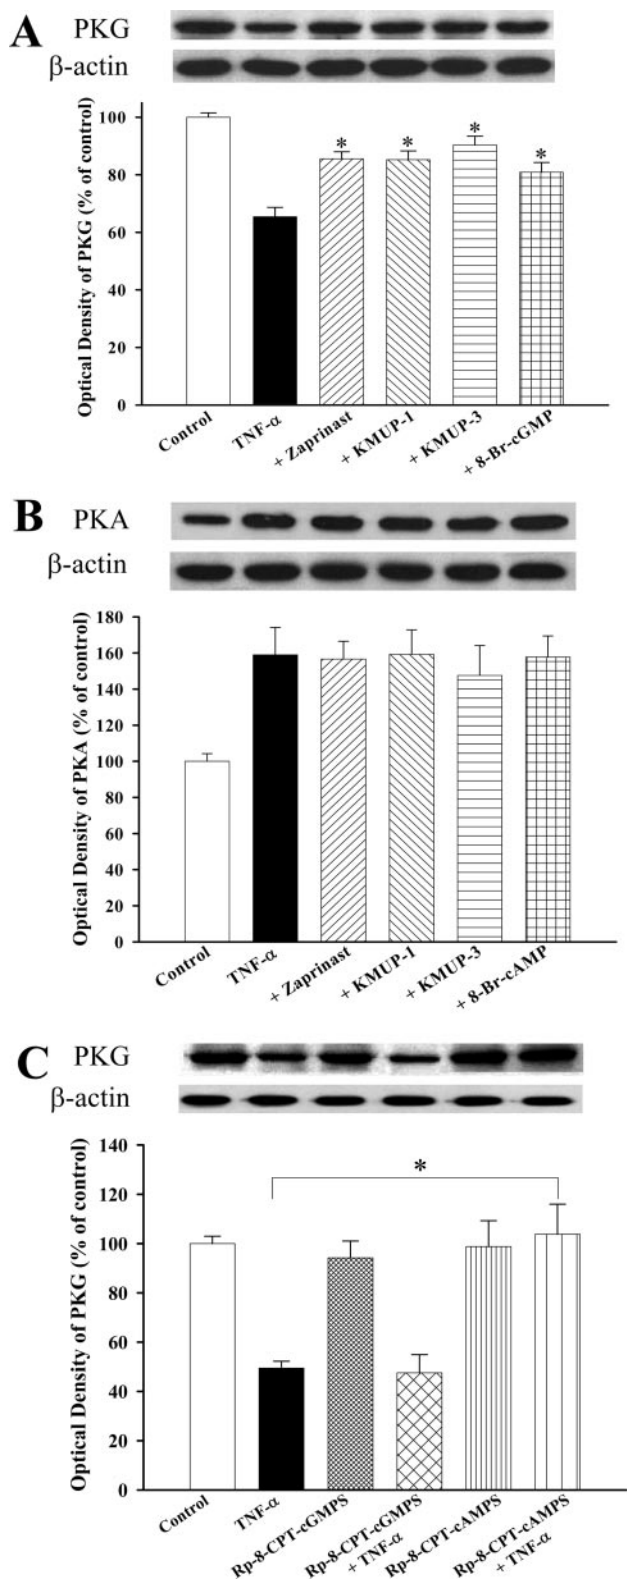 A
PKG
β-actin
Optical Density of PKG (% of control)
100
80
60
40
20
0
* * * *
Control
TNF-α
+ Zaprinast
+ KMUP-1
+ KMUP-3
+ 8-Br-cGMP
B
PKA
β-actin
Optical Density of PKA (% of control)
180
160
140
120
100
80
60
40
20
0
Control
TNF-α
+ Zaprinast
+ KMUP-1
+ KMUP-3
+ 8-Br-cAMP
C
PKG
β-actin
Optical Density of PKG (% of control)
140
120
100
80
60
40
20
0
*
Control
TNF-α
Rp-8-CPT-cGMPS
Rp-8-CPT-cGMPS
+ TNF-α
Rp-8-CPT-cAMPS
Rp-8-CPT-cAMPS
+ TNF-α